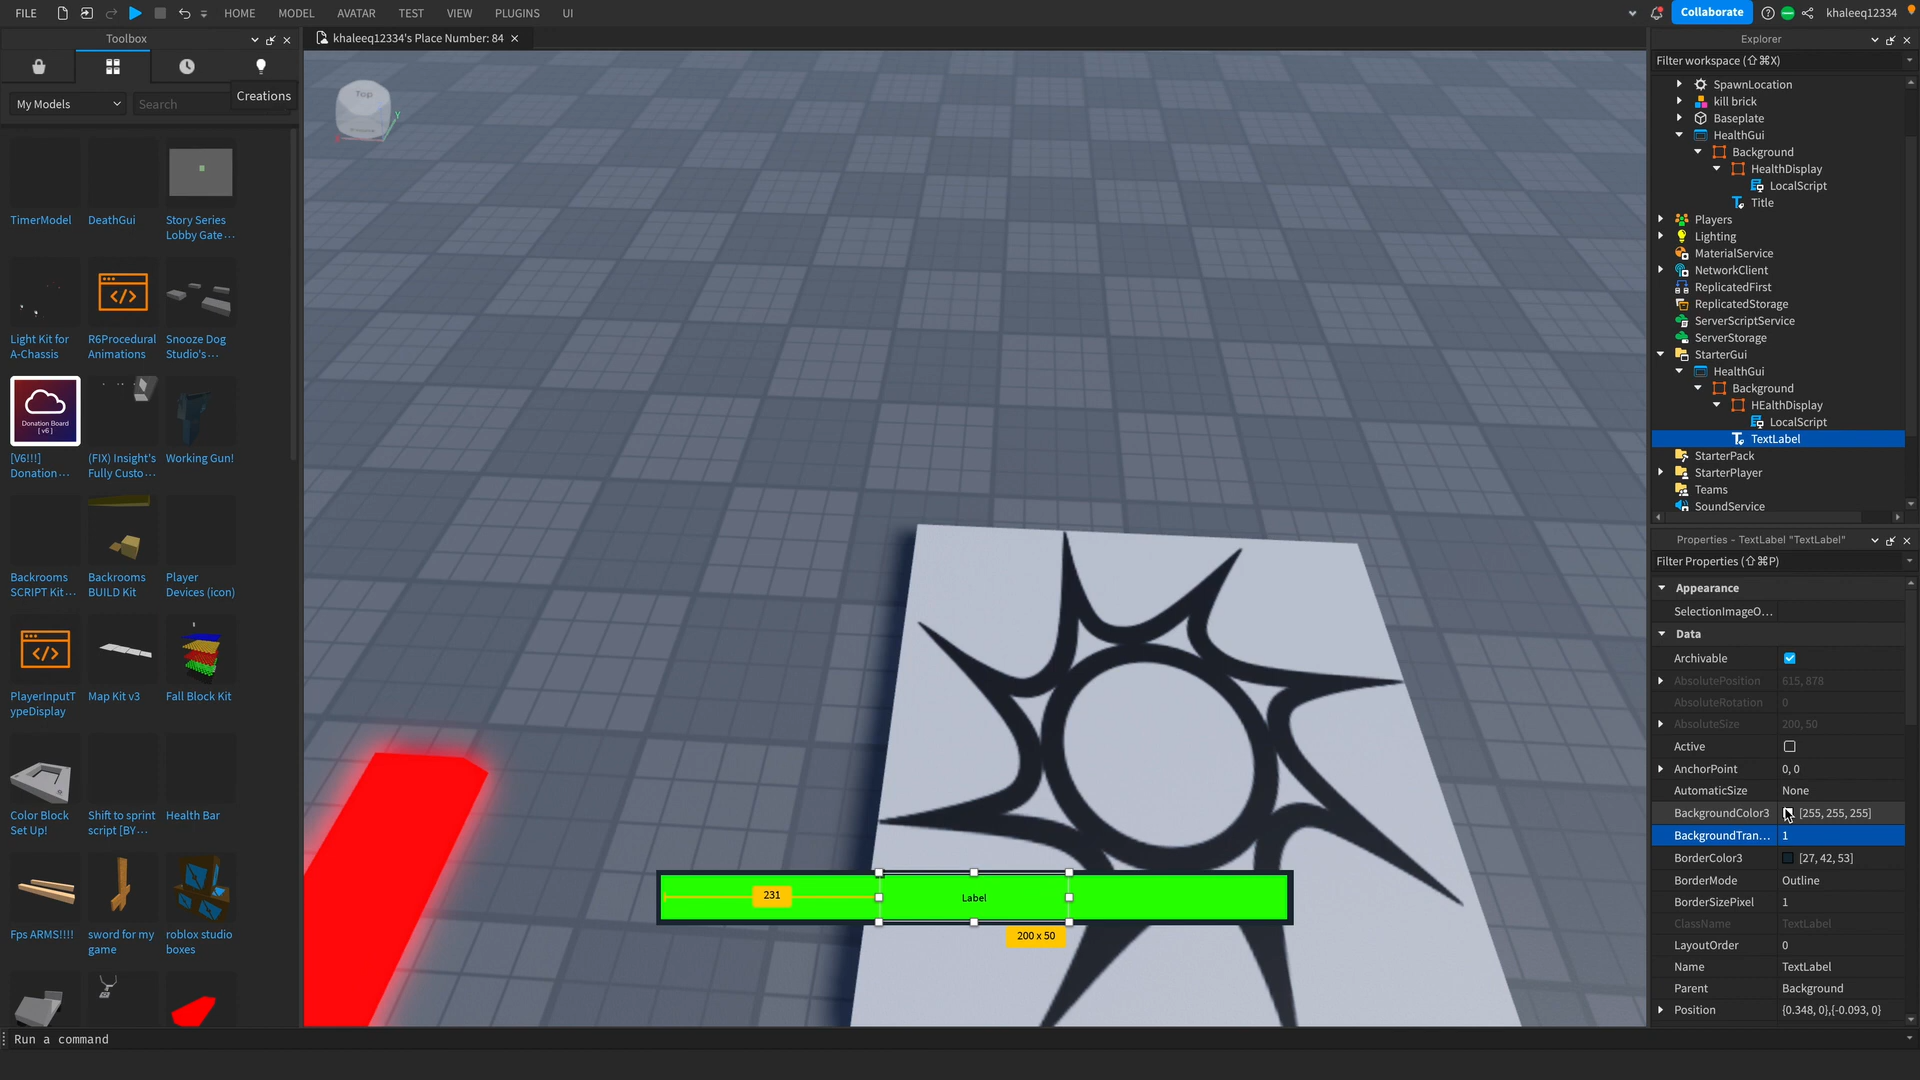 FILE
HOME
MODEL
AVATAR
TEST
VIEW
PLUGINS
UI
Collaborate
khaleeq12334
Toolbox
khaleeq12334's Place Number: 84
Creations
My Models
Search
TimerModel
DeathGui
Story Series
Lobby Gate…
Light Kit for
A-Chassis
R6Procedural
Animations
Snooze Dog
Studio's…
Donation Board
[ v6 ]
[V6!!!]
Donation…
(FIX) Insight's
Fully Custo…
Working Gun!
Backrooms
SCRIPT Kit…
Backrooms
BUILD Kit
Player
Devices (icon)
PlayerInputT
ypeDisplay
Map Kit v3
Fall Block Kit
Color Block
Set Up!
Shift to sprint
script [BY…
Health Bar
Fps ARMS!!!!
sword for my
game
roblox studio
boxes
Top
Y
231
Label
200 x 50
Explorer
Filter workspace (⇧⌘X)
SpawnLocation
kill brick
Baseplate
HealthGui
Background
HealthDisplay
LocalScript
Title
Players
Lighting
MaterialService
NetworkClient
ReplicatedFirst
ReplicatedStorage
ServerScriptService
ServerStorage
StarterGui
HealthGui
Background
HEalthDisplay
LocalScript
TextLabel
StarterPack
StarterPlayer
Teams
SoundService
Properties - TextLabel "TextLabel"
Filter Properties (⇧⌘P)
Appearance
SelectionImageO…
Data
Archivable
AbsolutePosition 615, 878
AbsoluteRotation 0
AbsoluteSize 200, 50
Active
AnchorPoint 0, 0
AutomaticSize None
BackgroundColor3 [255, 255, 255]
BackgroundTran… 1
BorderColor3 [27, 42, 53]
BorderMode Outline
BorderSizePixel 1
ClassName TextLabel
LayoutOrder 0
Name TextLabel
Parent Background
Position {0.348, 0},{-0.093, 0}
Run a command